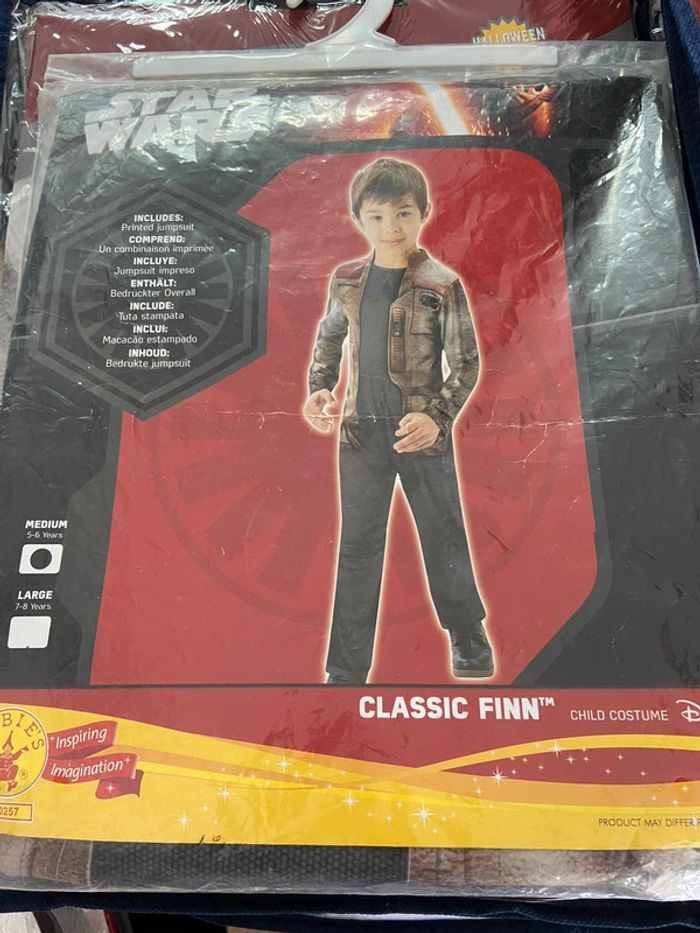 HALLOWEEN
STAR
WARS
INCLUDES:
Printed jumpsuit
COMPREND:
Un combinaison imprimée
INCLUYE:
Jumpsuit impreso
ENTHÄLT:
Bedruckter Overall
INCLUDE:
Tuta stampata
INCLUI:
Macacão estampado
INHOUD:
Bedrukte jumpsuit
MEDIUM
5-6 Years
LARGE
7-8 Years
CLASSIC FINN™ CHILD COSTUME
BIE'S
®
Inspiring
Imagination
0257
PRODUCT MAY DIFFER